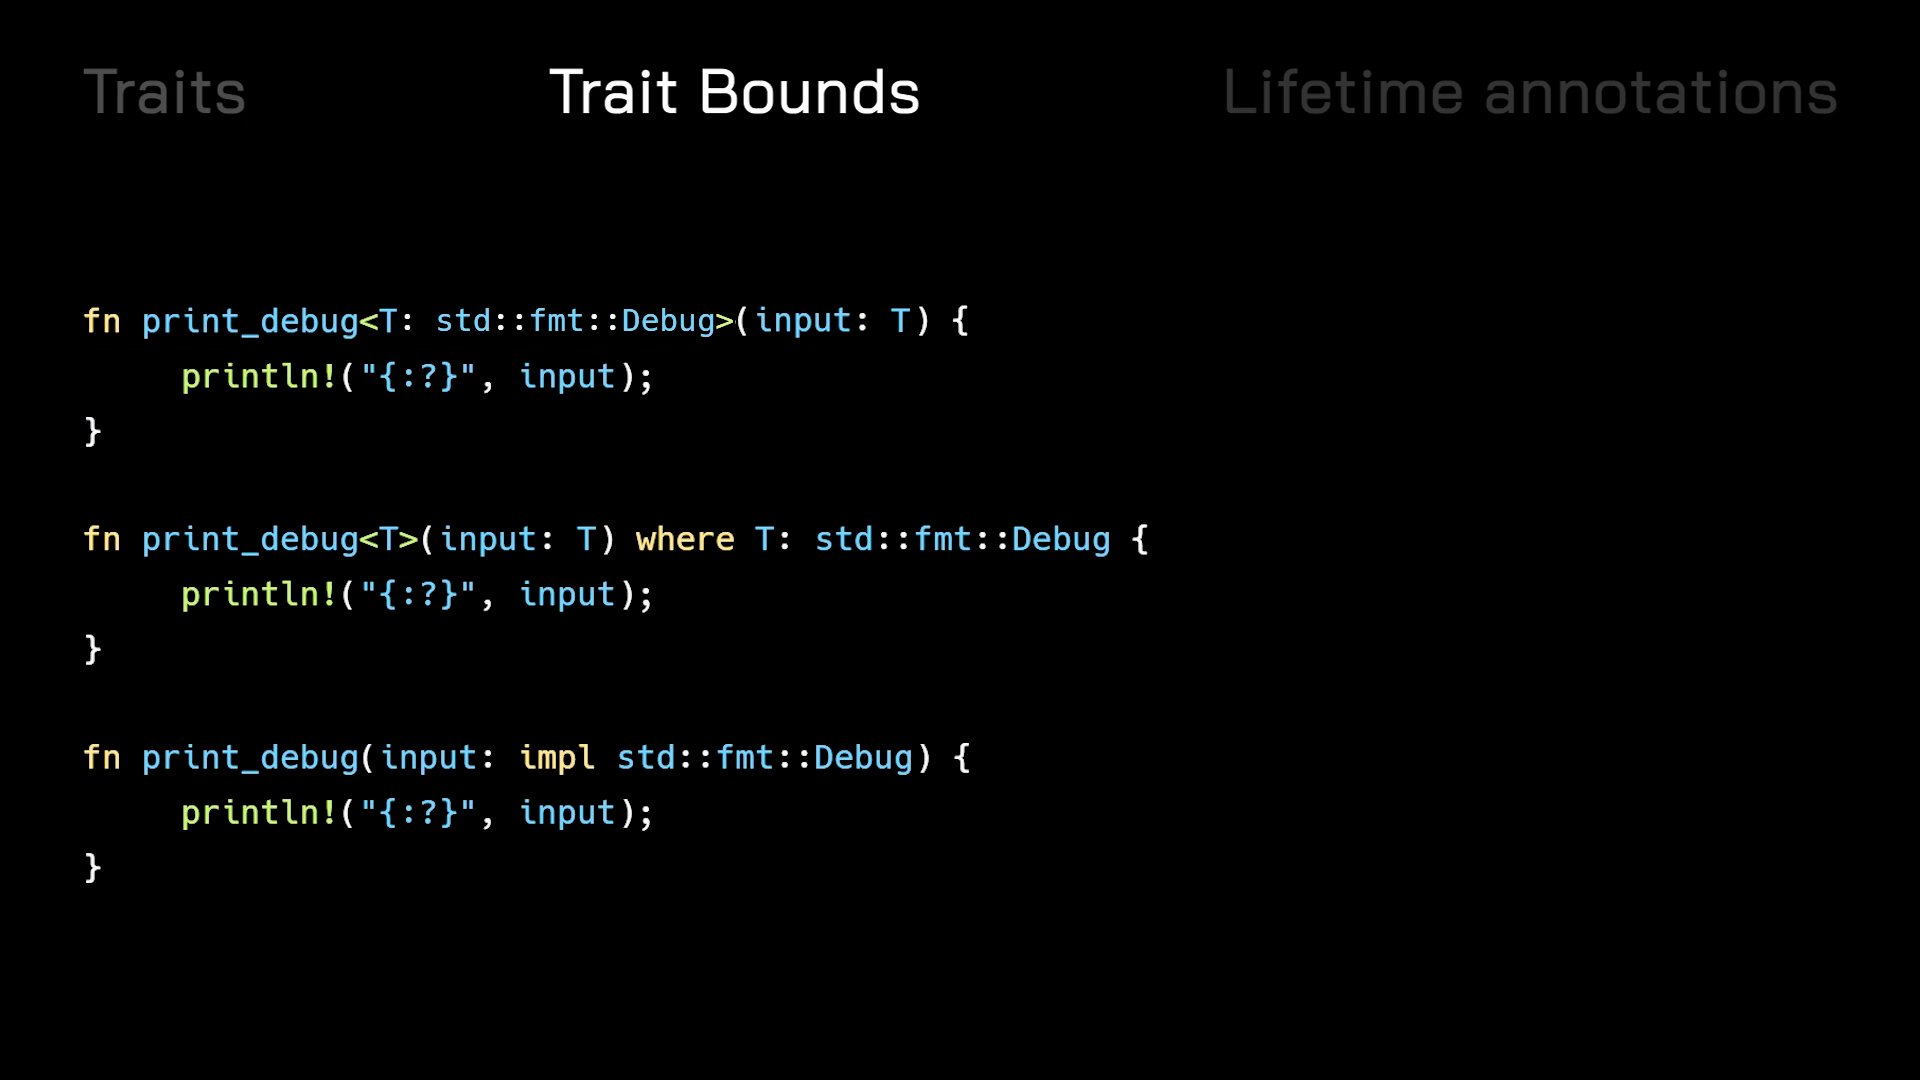 Traits Trait Bounds Lifetime annotations
fn print_debug<T: std::fmt::Debug>(input: T) {
println!("{:?}", input);
}
fn print_debug<T>(input: T) where T: std::fmt::Debug {
println!("{:?}", input);
}
fn print_debug(input: impl std::fmt::Debug) {
println!("{:?}", input);
}